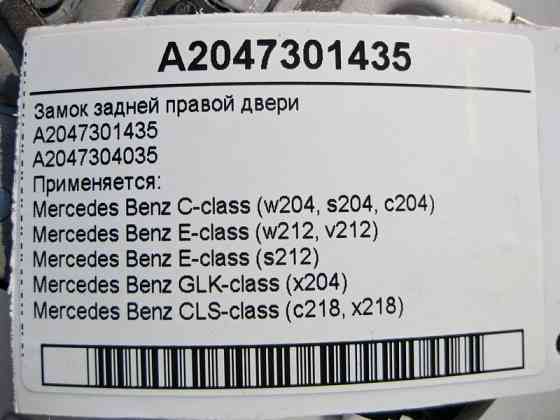 A2047301435
Замок задней правой двери
A2047301435
A2047304035
Применяется:
Mercedes Benz C-class (w204, s204, c204)
Mercedes Benz E-class (w212, v212)
Mercedes Benz E-class (s212)
Mercedes Benz GLK-class (x204)
Mercedes Benz CLS-class (c218, x218)